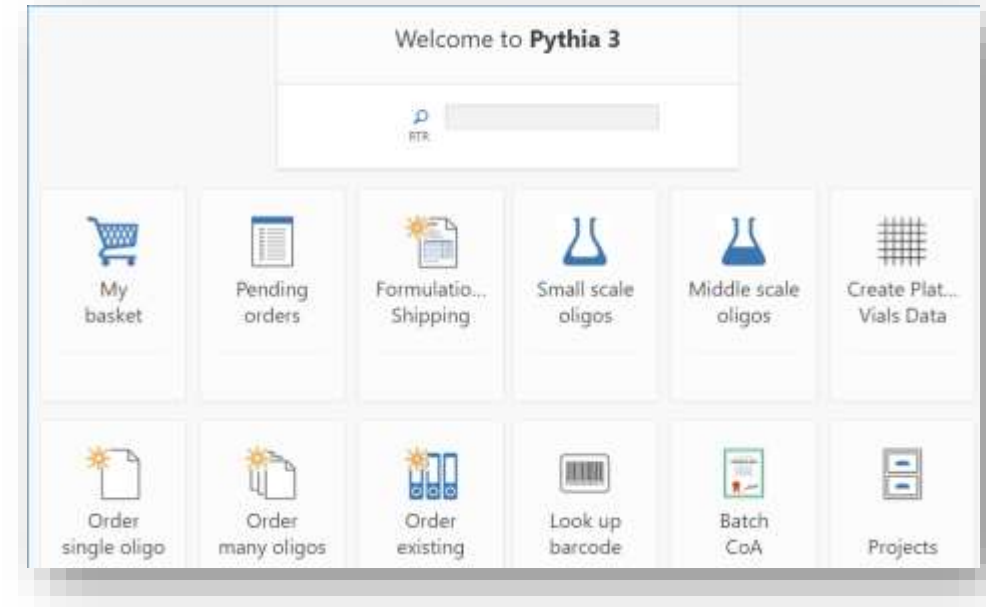 Welcome to Pythia 3
RTR
My
basket
Pending
orders
Formulatio...
Shipping
Small scale
oligos
Middle scale
oligos
Create Plat...
Vials Data
Order
single oligo
Order
many oligos
Order
existing
Look up
barcode
Batch
CoA
Projects